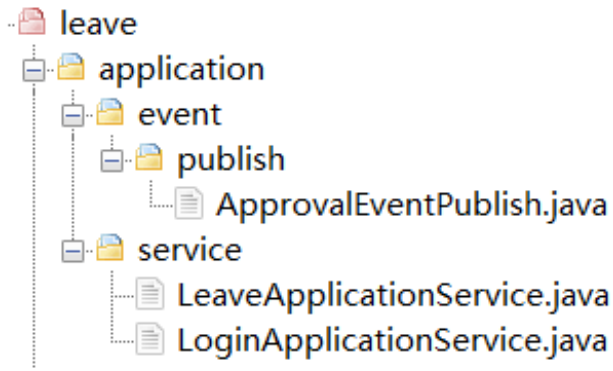 leave
application
event
publish
ApprovalEventPublish.java
service
LeaveApplicationService.java
LoginApplicationService.java